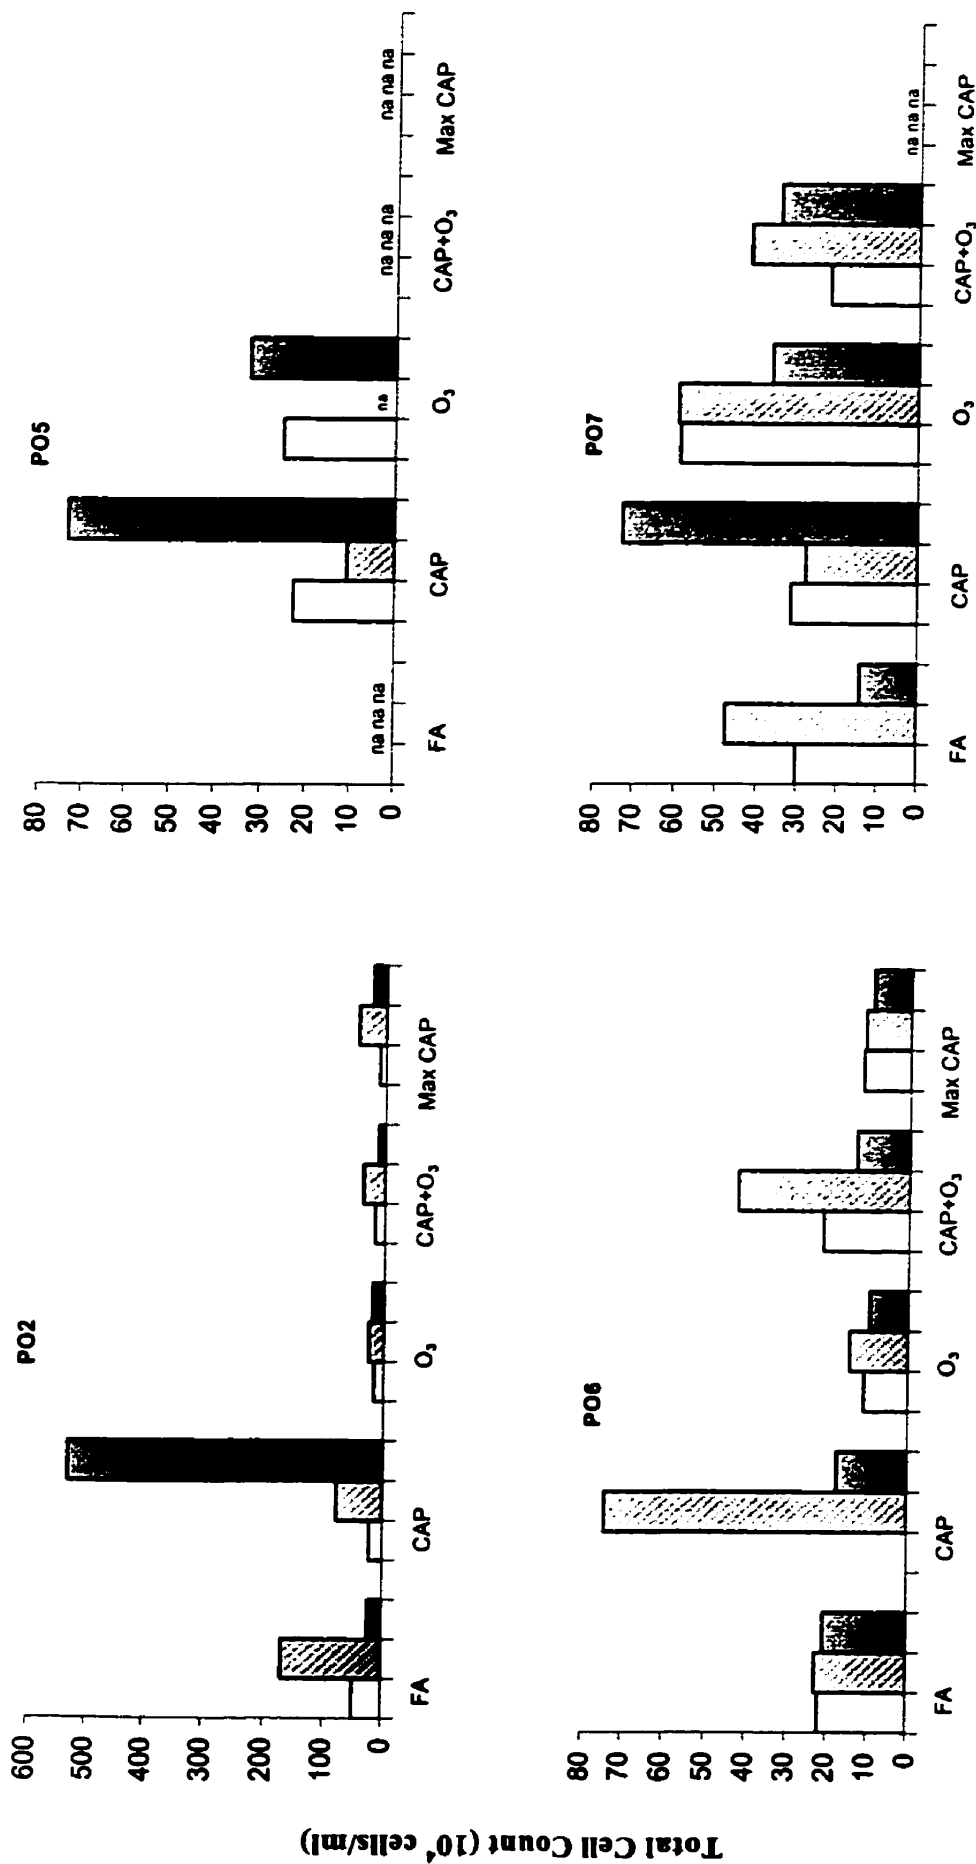 Total Cell Count (10⁴ cells/ml)
PO2
600
500
400
300
200
100
0
FA
CAP
O₃
CAP+O₃
Max CAP
PO5
80
70
60
50
40
30
20
10
0
na na na
na
na na na
na na na
FA
CAP
O₃
CAP+O₃
Max CAP
PO6
80
70
60
50
40
30
20
10
0
FA
CAP
O₃
CAP+O₃
Max CAP
PO7
80
70
60
50
40
30
20
10
0
na na na
FA
CAP
O₃
CAP+O₃
Max CAP